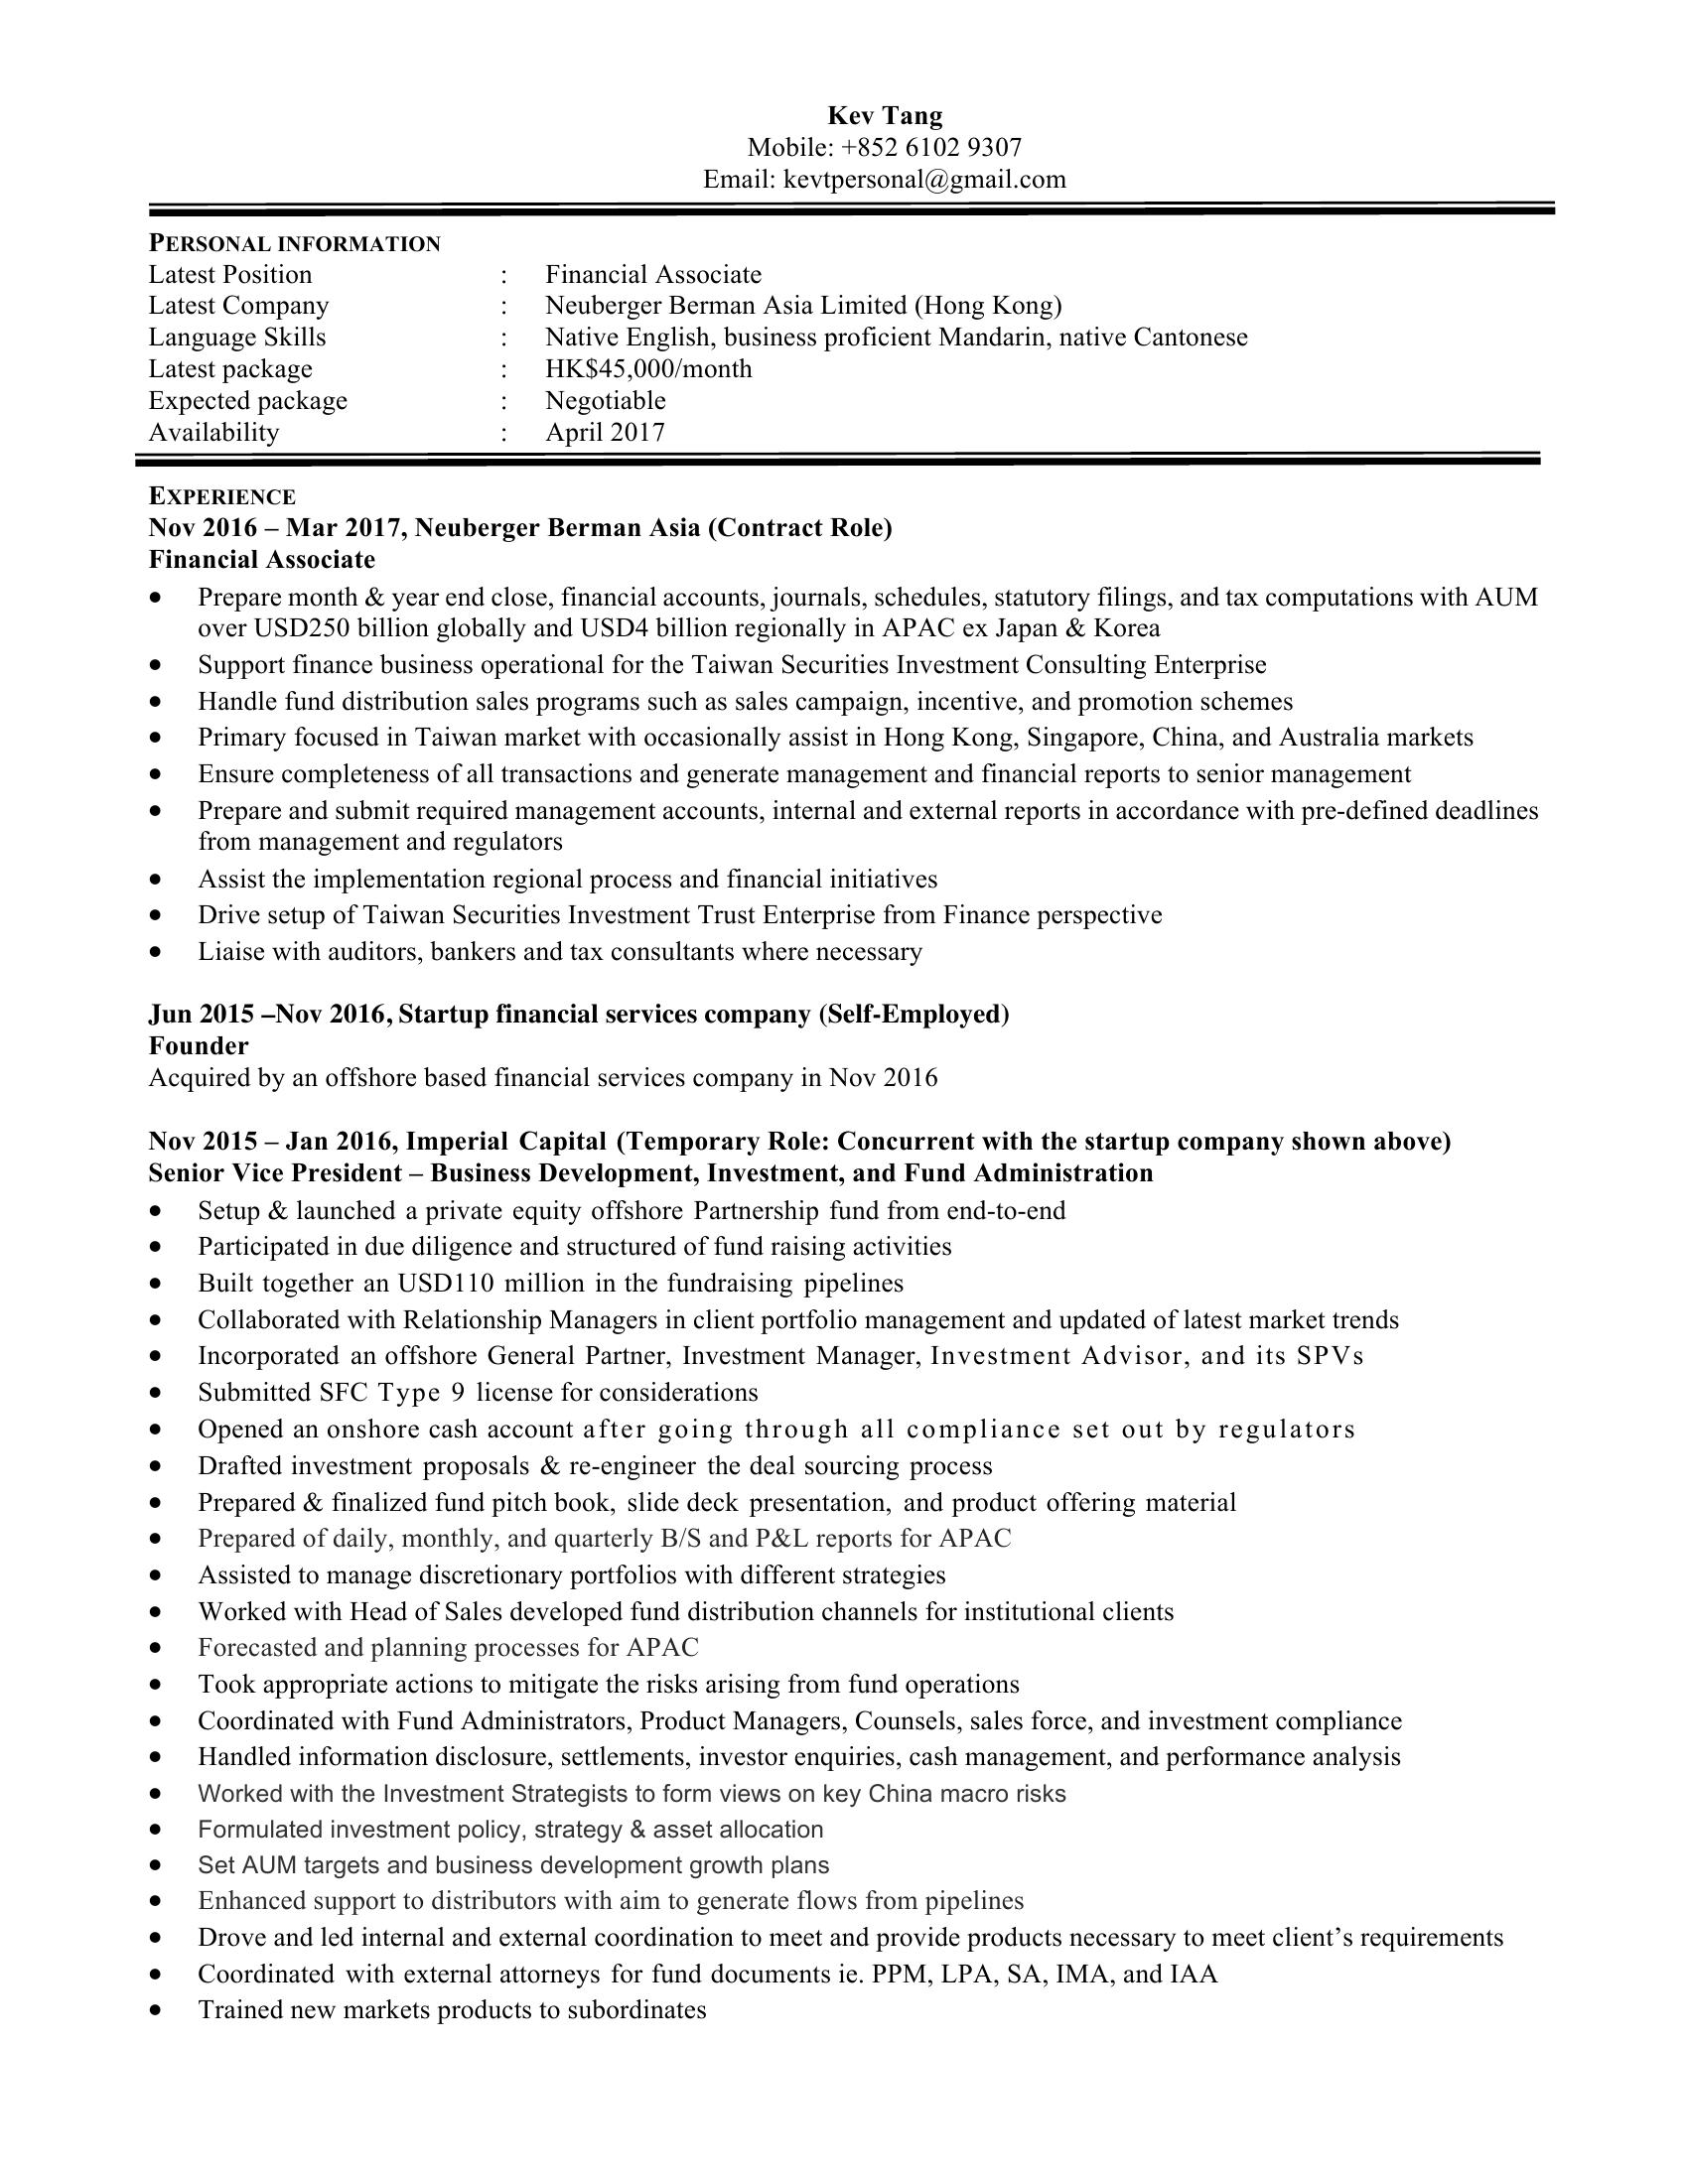 Kev Tang
Mobile: +852 6102 9307
Email: kevtpersonal@gmail.com
PERSONAL INFORMATION
Latest Position : Financial Associate
Latest Company : Neuberger Berman Asia Limited (Hong Kong)
Language Skills : Native English, business proficient Mandarin, native Cantonese
Latest package : HK$45,000/month
Expected package : Negotiable
Availability : April 2017
EXPERIENCE
Nov 2016 – Mar 2017, Neuberger Berman Asia (Contract Role)
Financial Associate
• Prepare month & year end close, financial accounts, journals, schedules, statutory filings, and tax computations with AUM
over USD250 billion globally and USD4 billion regionally in APAC ex Japan & Korea
• Support finance business operational for the Taiwan Securities Investment Consulting Enterprise
• Handle fund distribution sales programs such as sales campaign, incentive, and promotion schemes
• Primary focused in Taiwan market with occasionally assist in Hong Kong, Singapore, China, and Australia markets
• Ensure completeness of all transactions and generate management and financial reports to senior management
• Prepare and submit required management accounts, internal and external reports in accordance with pre-defined deadlines
from management and regulators
• Assist the implementation regional process and financial initiatives
• Drive setup of Taiwan Securities Investment Trust Enterprise from Finance perspective
• Liaise with auditors, bankers and tax consultants where necessary
Jun 2015 –Nov 2016, Startup financial services company (Self-Employed)
Founder
Acquired by an offshore based financial services company in Nov 2016
Nov 2015 – Jan 2016, Imperial Capital (Temporary Role: Concurrent with the startup company shown above)
Senior Vice President – Business Development, Investment, and Fund Administration
• Setup & launched a private equity offshore Partnership fund from end-to-end
• Participated in due diligence and structured of fund raising activities
• Built together an USD110 million in the fundraising pipelines
• Collaborated with Relationship Managers in client portfolio management and updated of latest market trends
• Incorporated an offshore General Partner, Investment Manager, Investment Advisor, and its SPVs
• Submitted SFC Type 9 license for considerations
• Opened an onshore cash account after going through all compliance set out by regulators
• Drafted investment proposals & re-engineer the deal sourcing process
• Prepared & finalized fund pitch book, slide deck presentation, and product offering material
• Prepared of daily, monthly, and quarterly B/S and P&L reports for APAC
• Assisted to manage discretionary portfolios with different strategies
• Worked with Head of Sales developed fund distribution channels for institutional clients
• Forecasted and planning processes for APAC
• Took appropriate actions to mitigate the risks arising from fund operations
• Coordinated with Fund Administrators, Product Managers, Counsels, sales force, and investment compliance
• Handled information disclosure, settlements, investor enquiries, cash management, and performance analysis
• Worked with the Investment Strategists to form views on key China macro risks
• Formulated investment policy, strategy & asset allocation
• Set AUM targets and business development growth plans
• Enhanced support to distributors with aim to generate flows from pipelines
• Drove and led internal and external coordination to meet and provide products necessary to meet client’s requirements
• Coordinated with external attorneys for fund documents ie. PPM, LPA, SA, IMA, and IAA
• Trained new markets products to subordinates